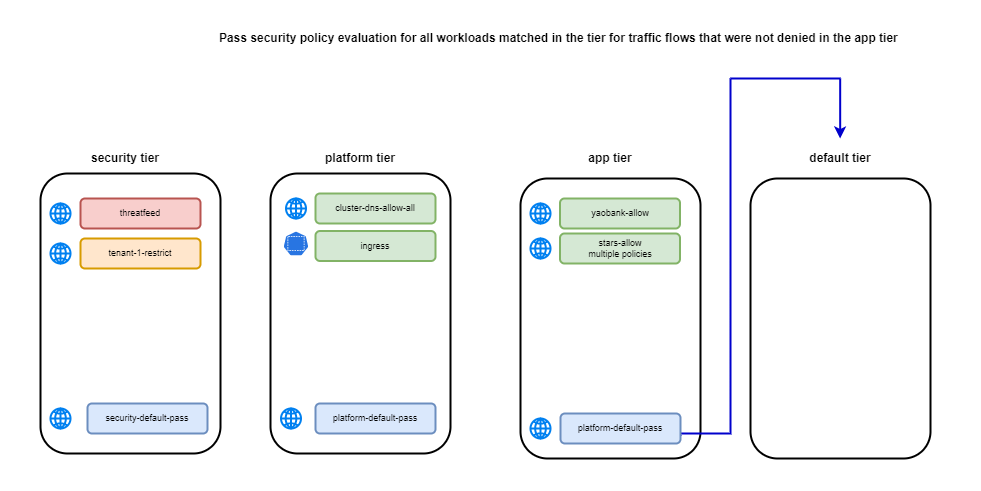 Pass security policy evaluation for all workloads matched in the tier for traffic flows that were not denied in the app tier
security tier
threatfeed
tenant-1-restrict
security-default-pass
platform tier
cluster-dns-allow-all
ingress
platform-default-pass
app tier
yaobank-allow
stars-allow
multiple policies
platform-default-pass
default tier